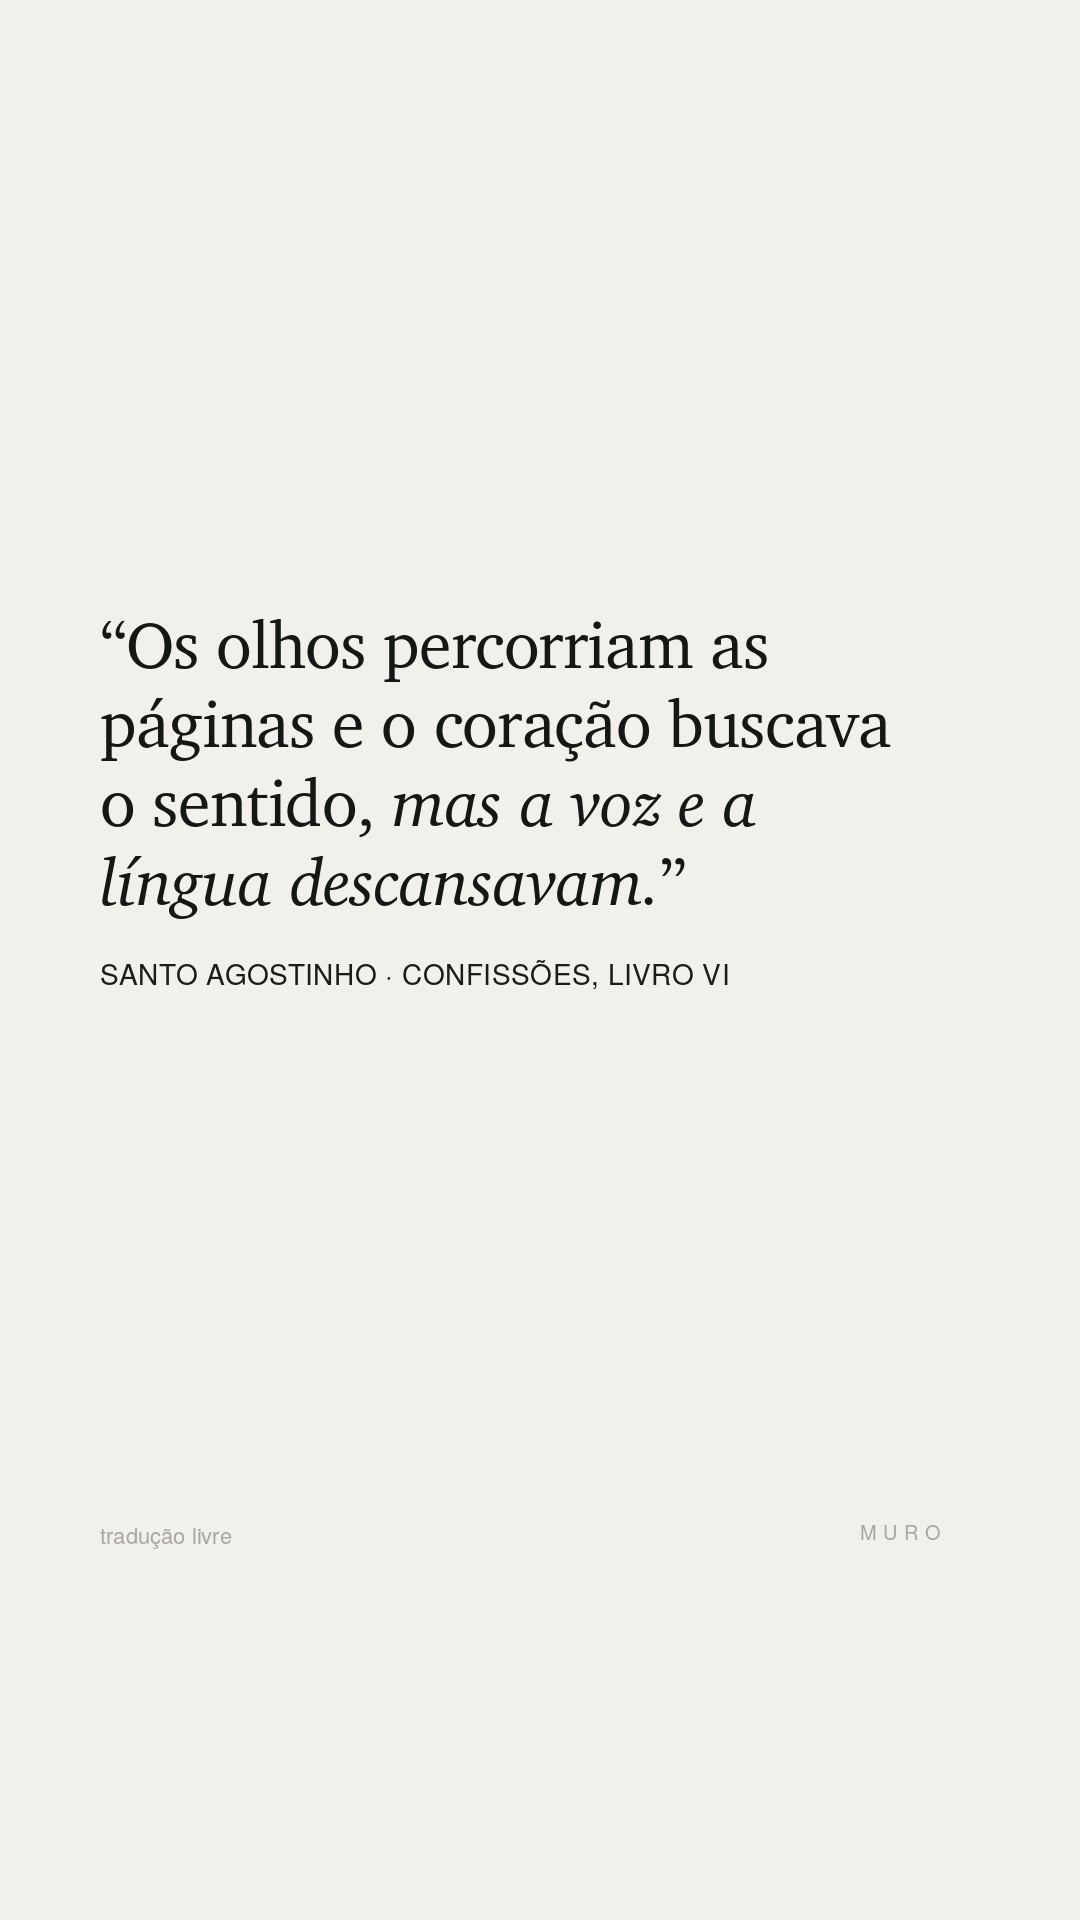 “Os olhos percorriam as
páginas e o coração buscava
o sentido, mas a voz e a
língua descansavam.”
SANTO AGOSTINHO · CONFISSÕES, LIVRO VI
tradução livre
MURO